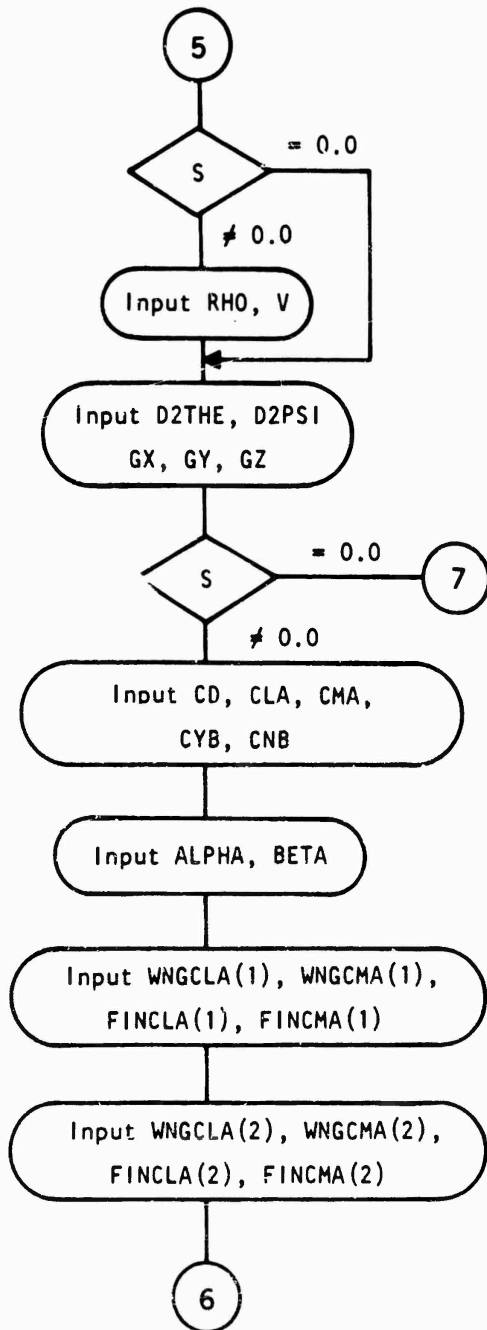 5
= 0.0
S
≠ 0.0
Input RHO, V
Input D2THE, D2PSI
GX, GY, GZ
= 0.0
S
7
≠ 0.0
Input CD, CLA, CMA,
CYB, CNB
Input ALPHA, BETA
Input WNGCLA(1), WNGCMA(1),
FINCLA(1), FINCMA(1)
Input WNGCLA(2), WNGCMA(2),
FINCLA(2), FINCMA(2)
6